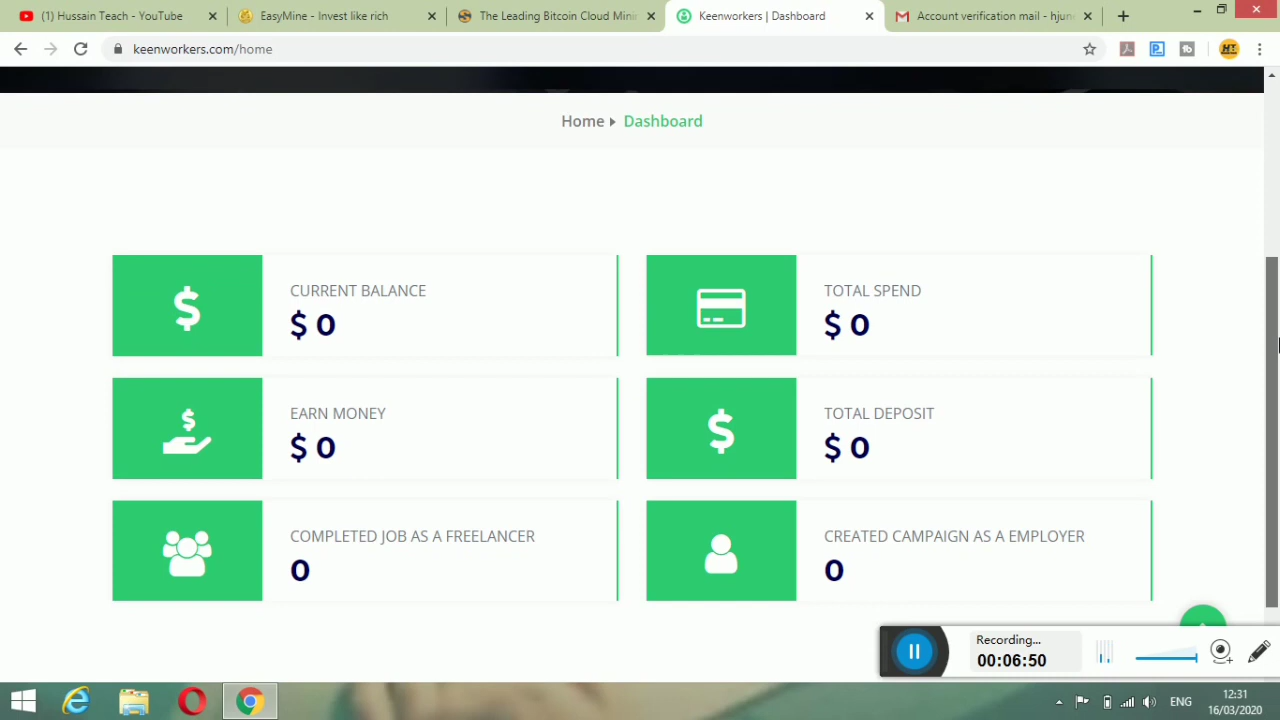 (1) Hussain Teach - YouTube
EasyMine - Invest like rich
The Leading Bitcoin Cloud Mini
Keenworkers | Dashboard
Account verification mail - hjun
keenworkers.com/home
Home
Dashboard
CURRENT BALANCE
$ 0
TOTAL SPEND
$ 0
EARN MONEY
$ 0
TOTAL DEPOSIT
$ 0
COMPLETED JOB AS A FREELANCER
0
CREATED CAMPAIGN AS A EMPLOYER
0
Recording...
00:06:50
ENG
12:31
16/03/2020